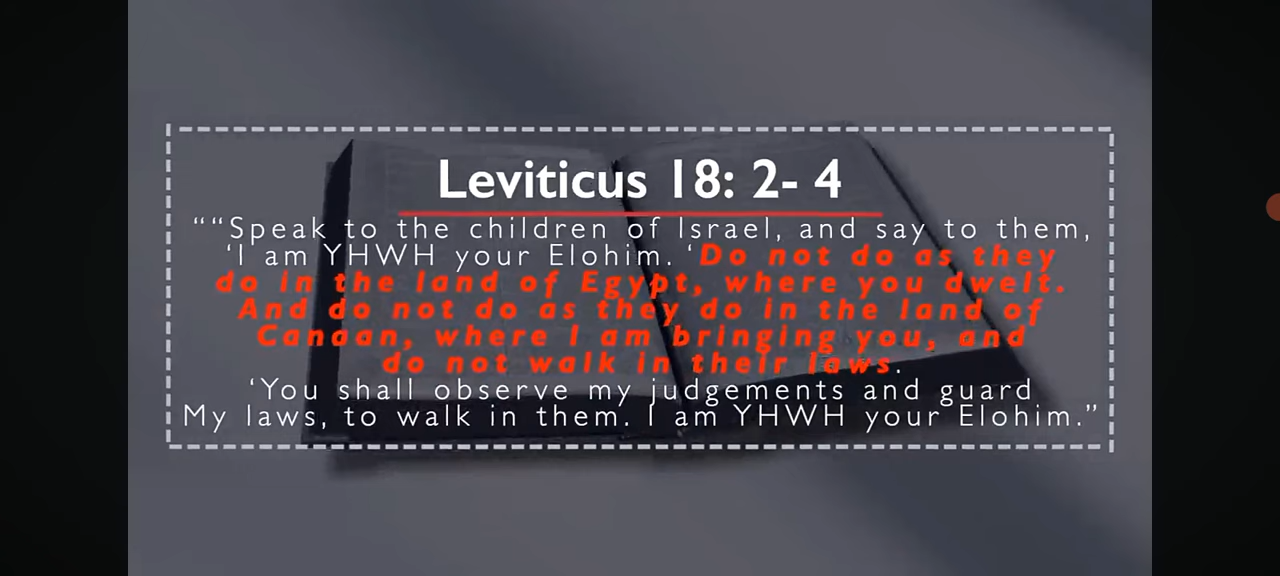 Leviticus 18: 2- 4
““Speak to the children of Israel, and say to them,
‘I am YHWH your Elohim. ‘Do not do as they
do in the land of Egypt, where you dwelt.
And do not do as they do in the land of
Canaan, where I am bringing you, and
do not walk in their laws.
‘You shall observe my judgements and guard
My laws, to walk in them. I am YHWH your Elohim.”